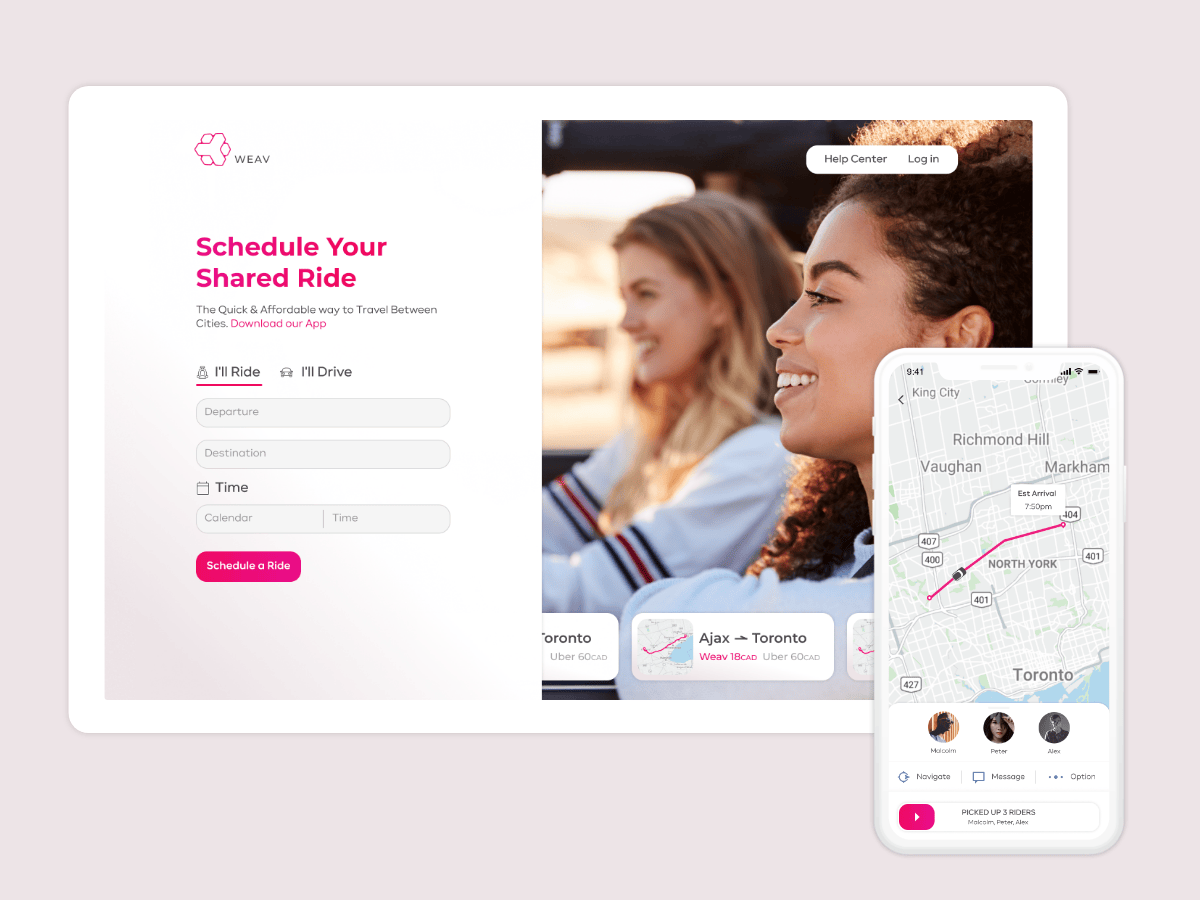 WEAV
Help Center Log in
Schedule Your
Shared Ride
The Quick & Affordable way to Travel Between
Cities. Download our App
I'll Ride I'll Drive
Departure
Destination
Time
Calendar Time
Schedule a Ride
Toronto
Uber 60CAD
Ajax Toronto
Weav 18CAD Uber 60CAD
9:41
Gormley
King City
Richmond Hill
Vaughan Markham
Est Arrival
7:50pm
404
407
400
401
NORTH YORK
401
Toronto
427
Malcolm Peter Alex
Navigate Message Option
PICKED UP 3 RIDERS
Malcolm, Peter, Alex